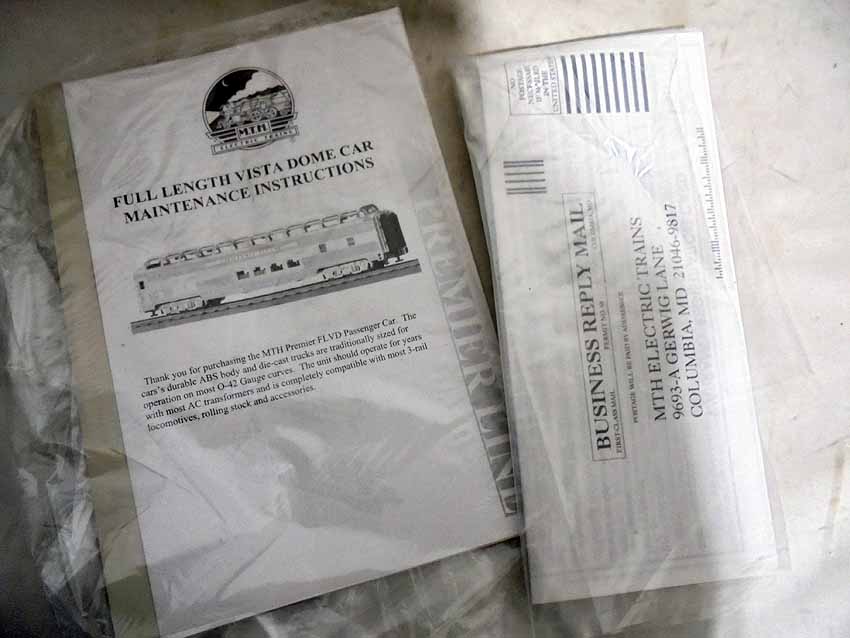 MTH
ELECTRIC TRAINS
FULL LENGTH VISTA DOME CAR
MAINTENANCE INSTRUCTIONS
Thank you for purchasing the MTH Premier FLVD Passenger Car. The
cars's durable ABS body and die-cast trucks are traditionally sized for
operation on most O-42 Gauge curves. The unit should operate for years
with most AC transformers and is completely compatible with most 3-rail
locomotives, rolling stock and accessories.
PREMIER LINE
NO
POSTAGE
NECESSARY
IF MAILED
IN THE
UNITED STATES
BUSINESS REPLY MAIL
FIRST-CLASS MAIL
PERMIT NO.
POSTAGE WILL BE PAID BY ADDRESSEE
MTH ELECTRIC TRAINS
9693-A GERWIG LANE
COLUMBIA, MD 21046-9817